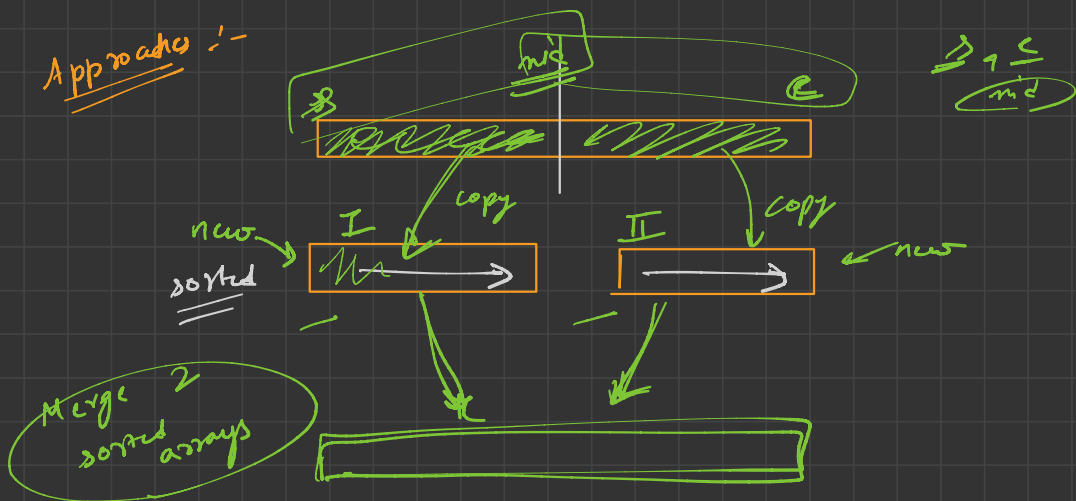 Approaches :-
mid
s
e
s, e
mid
copy
copy
new
I
II
new
sorted
Merge 2
sorted
arrays